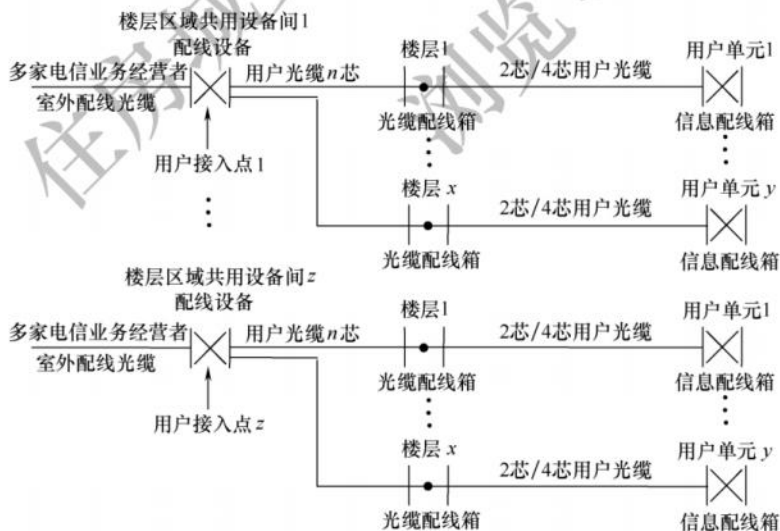 楼层区域共用设备间1
配线设备
楼层1
用户单元1
多家电信业务经营者
用户光缆n芯
2芯/4芯用户光缆
室外配线光缆
光缆配线箱
信息配线箱
用户接入点1
楼层 x
用户单元 y
2芯/4芯用户光缆
光缆配线箱
信息配线箱
楼层区域共用设备间z
配线设备
楼层1
用户单元1
多家电信业务经营者
用户光缆n芯
2芯/4芯用户光缆
室外配线光缆
光缆配线箱
信息配线箱
用户接入点z
楼层 x
用户单元 y
2芯/4芯用户光缆
光缆配线箱
信息配线箱
住房城
浏览